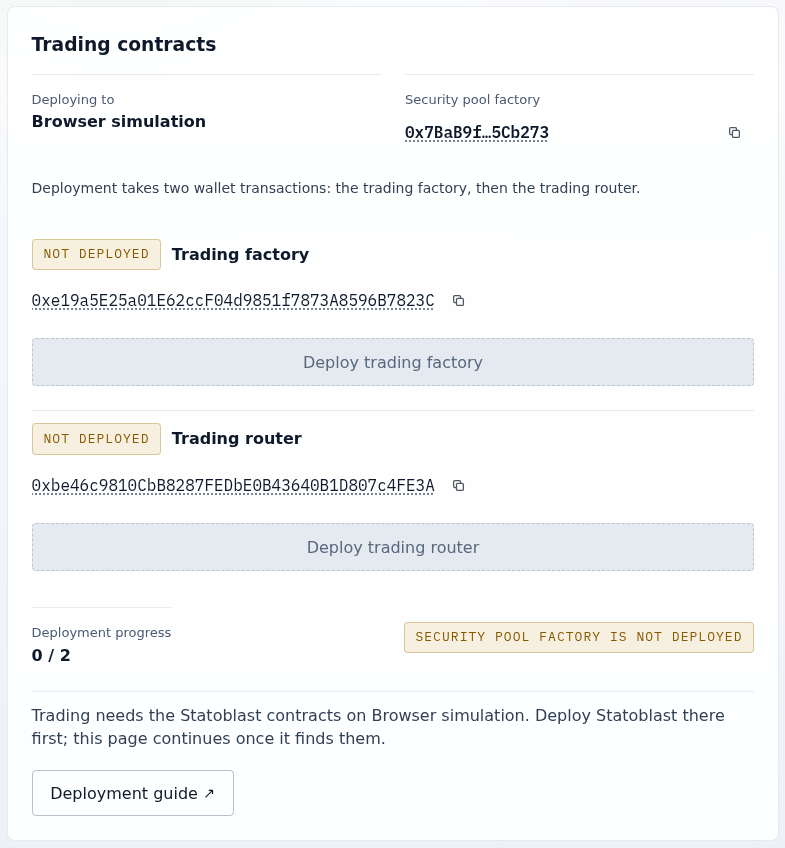 Trading contracts
Deploying to
Browser simulation
Security pool factory
0x7BaB9f…5Cb273
Deployment takes two wallet transactions: the trading factory, then the trading router.
NOT DEPLOYED
Trading factory
0xe19a5E25a01E62ccF04d9851f7873A8596B7823C
Deploy trading factory
NOT DEPLOYED
Trading router
0xbe46c9810CbB8287FEDbE0B43640B1D807c4FE3A
Deploy trading router
Deployment progress
0 / 2
SECURITY POOL FACTORY IS NOT DEPLOYED
Trading needs the Statoblast contracts on Browser simulation. Deploy Statoblast there
first; this page continues once it finds them.
Deployment guide ↗